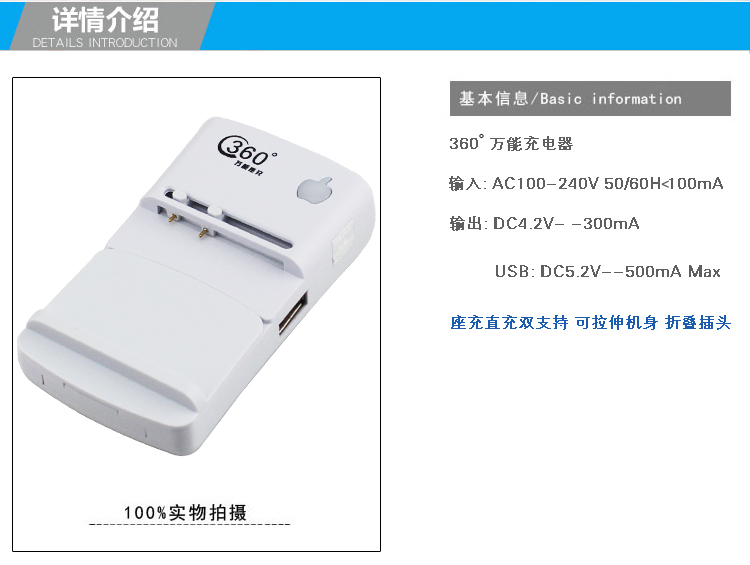 详情介绍
DETAILS INTRODUCTION
基本信息/Basic information
360°万能充电器
输入: AC100-240V 50/60H<100mA
输出: DC4.2V- -300mA
USB: DC5.2V--500mA Max
座充直充双支持 可拉伸机身 折叠插头
360°
100%实物拍摄